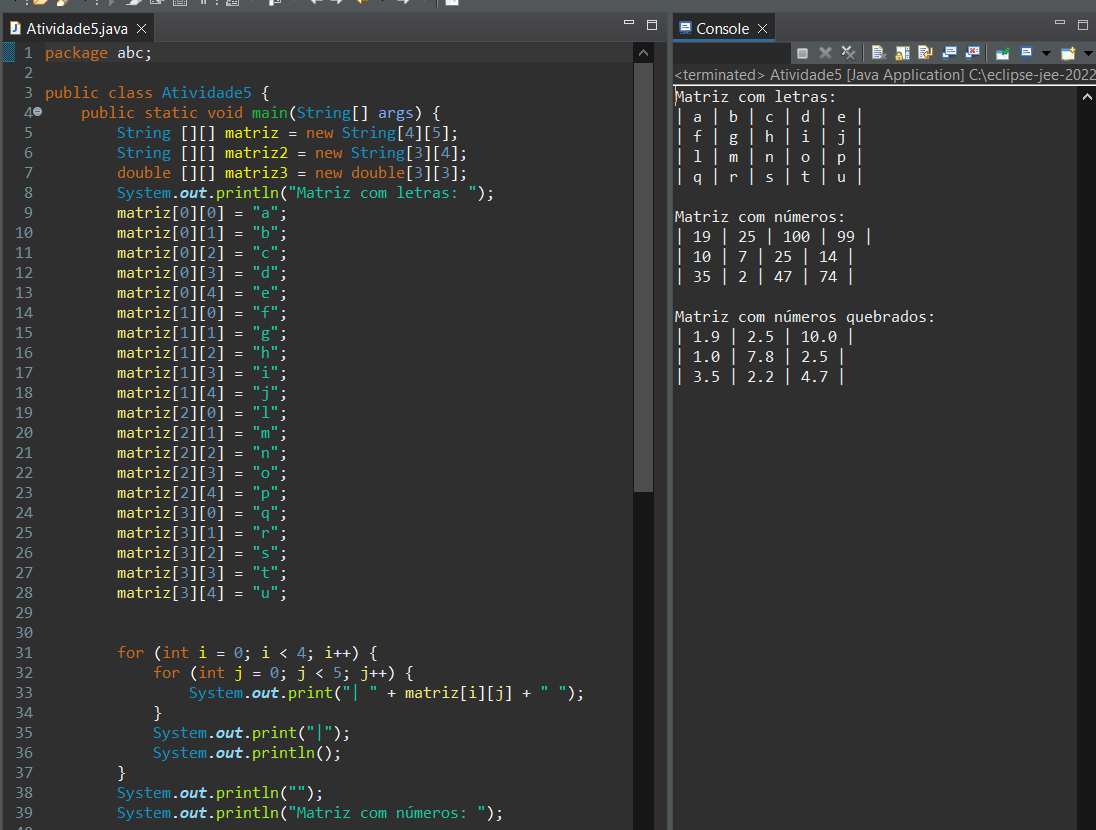 Atividade5.java
1 package abc;
2
3 public class Atividade5 {
4 public static void main(String[] args) {
5 String [][] matriz = new String[4][5];
6 String [][] matriz2 = new String[3][4];
7 double [][] matriz3 = new double[3][3];
8 System.out.println("Matriz com letras: ");
9 matriz[0][0] = "a";
10 matriz[0][1] = "b";
11 matriz[0][2] = "c";
12 matriz[0][3] = "d";
13 matriz[0][4] = "e";
14 matriz[1][0] = "f";
15 matriz[1][1] = "g";
16 matriz[1][2] = "h";
17 matriz[1][3] = "i";
18 matriz[1][4] = "j";
19 matriz[2][0] = "l";
20 matriz[2][1] = "m";
21 matriz[2][2] = "n";
22 matriz[2][3] = "o";
23 matriz[2][4] = "p";
24 matriz[3][0] = "q";
25 matriz[3][1] = "r";
26 matriz[3][2] = "s";
27 matriz[3][3] = "t";
28 matriz[3][4] = "u";
29
30
31 for (int i = 0; i < 4; i++) {
32 for (int j = 0; j < 5; j++) {
33 System.out.print("| " + matriz[i][j] + " ");
34 }
35 System.out.print("|");
36 System.out.println();
37 }
38 System.out.println("");
39 System.out.println("Matriz com números: ");
Console
<terminated> Atividade5 [Java Application] C:\eclipse-jee-2022
Matriz com letras:
| a | b | c | d | e |
| f | g | h | i | j |
| l | m | n | o | p |
| q | r | s | t | u |
Matriz com números:
| 19 | 25 | 100 | 99 |
| 10 | 7 | 25 | 14 |
| 35 | 2 | 47 | 74 |
Matriz com números quebrados:
| 1.9 | 2.5 | 10.0 |
| 1.0 | 7.8 | 2.5 |
| 3.5 | 2.2 | 4.7 |